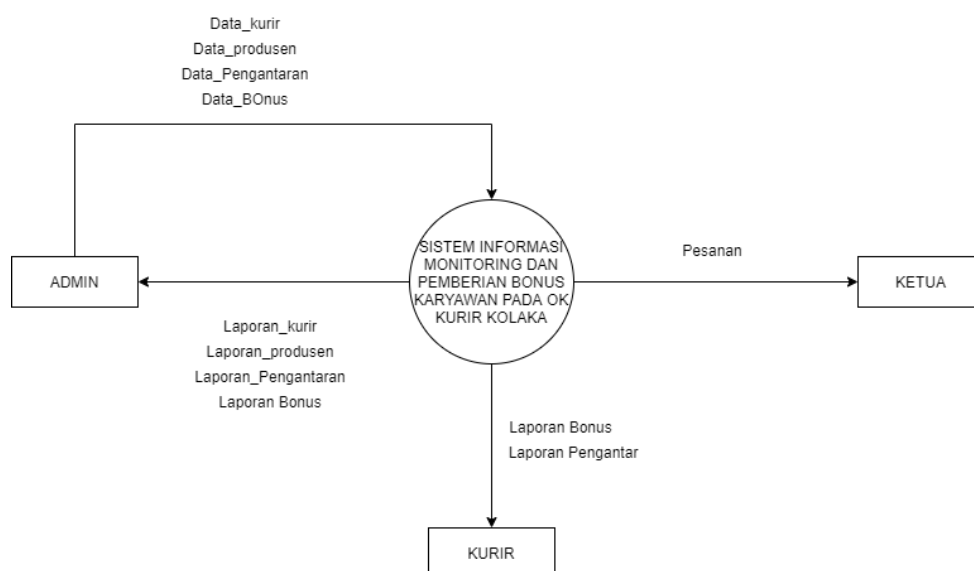 Data_kurir
Data_produsen
Data_Pengantaran
Data_BOnus
SISTEM INFORMASI
MONITORING DAN
PEMBERIAN BONUS
KARYAWAN PADA OK
KURIR KOLAKA
Pesanan
ADMIN
KETUA
Laporan_kurir
Laporan_produsen
Laporan_Pengantaran
Laporan Bonus
Laporan Bonus
Laporan Pengantar
KURIR